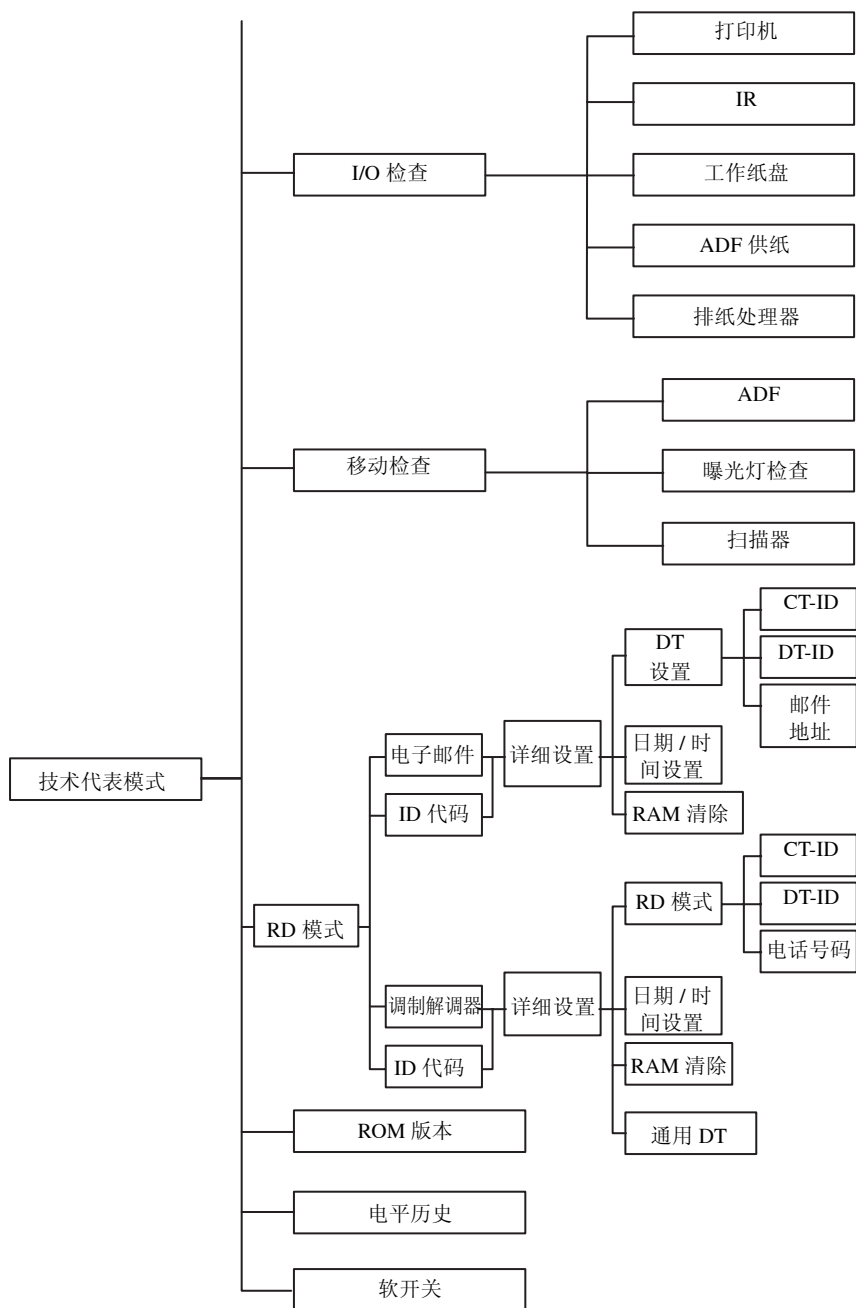 打印机
IR
I/O 检查
工作纸盘
ADF 供纸
排纸处理器
ADF
移动检查
曝光灯检查
扫描器
CT-ID
DT
设置
DT-ID
邮件
地址
电子邮件
详细设置
日期 / 时
间设置
技术代表模式
ID 代码
RAM 清除
CT-ID
RD 模式
DT-ID
RD 模式
电话号码
调制解调器
详细设置
日期 / 时
间设置
ID 代码
RAM 清除
ROM 版本
通用 DT
电平历史
软开关